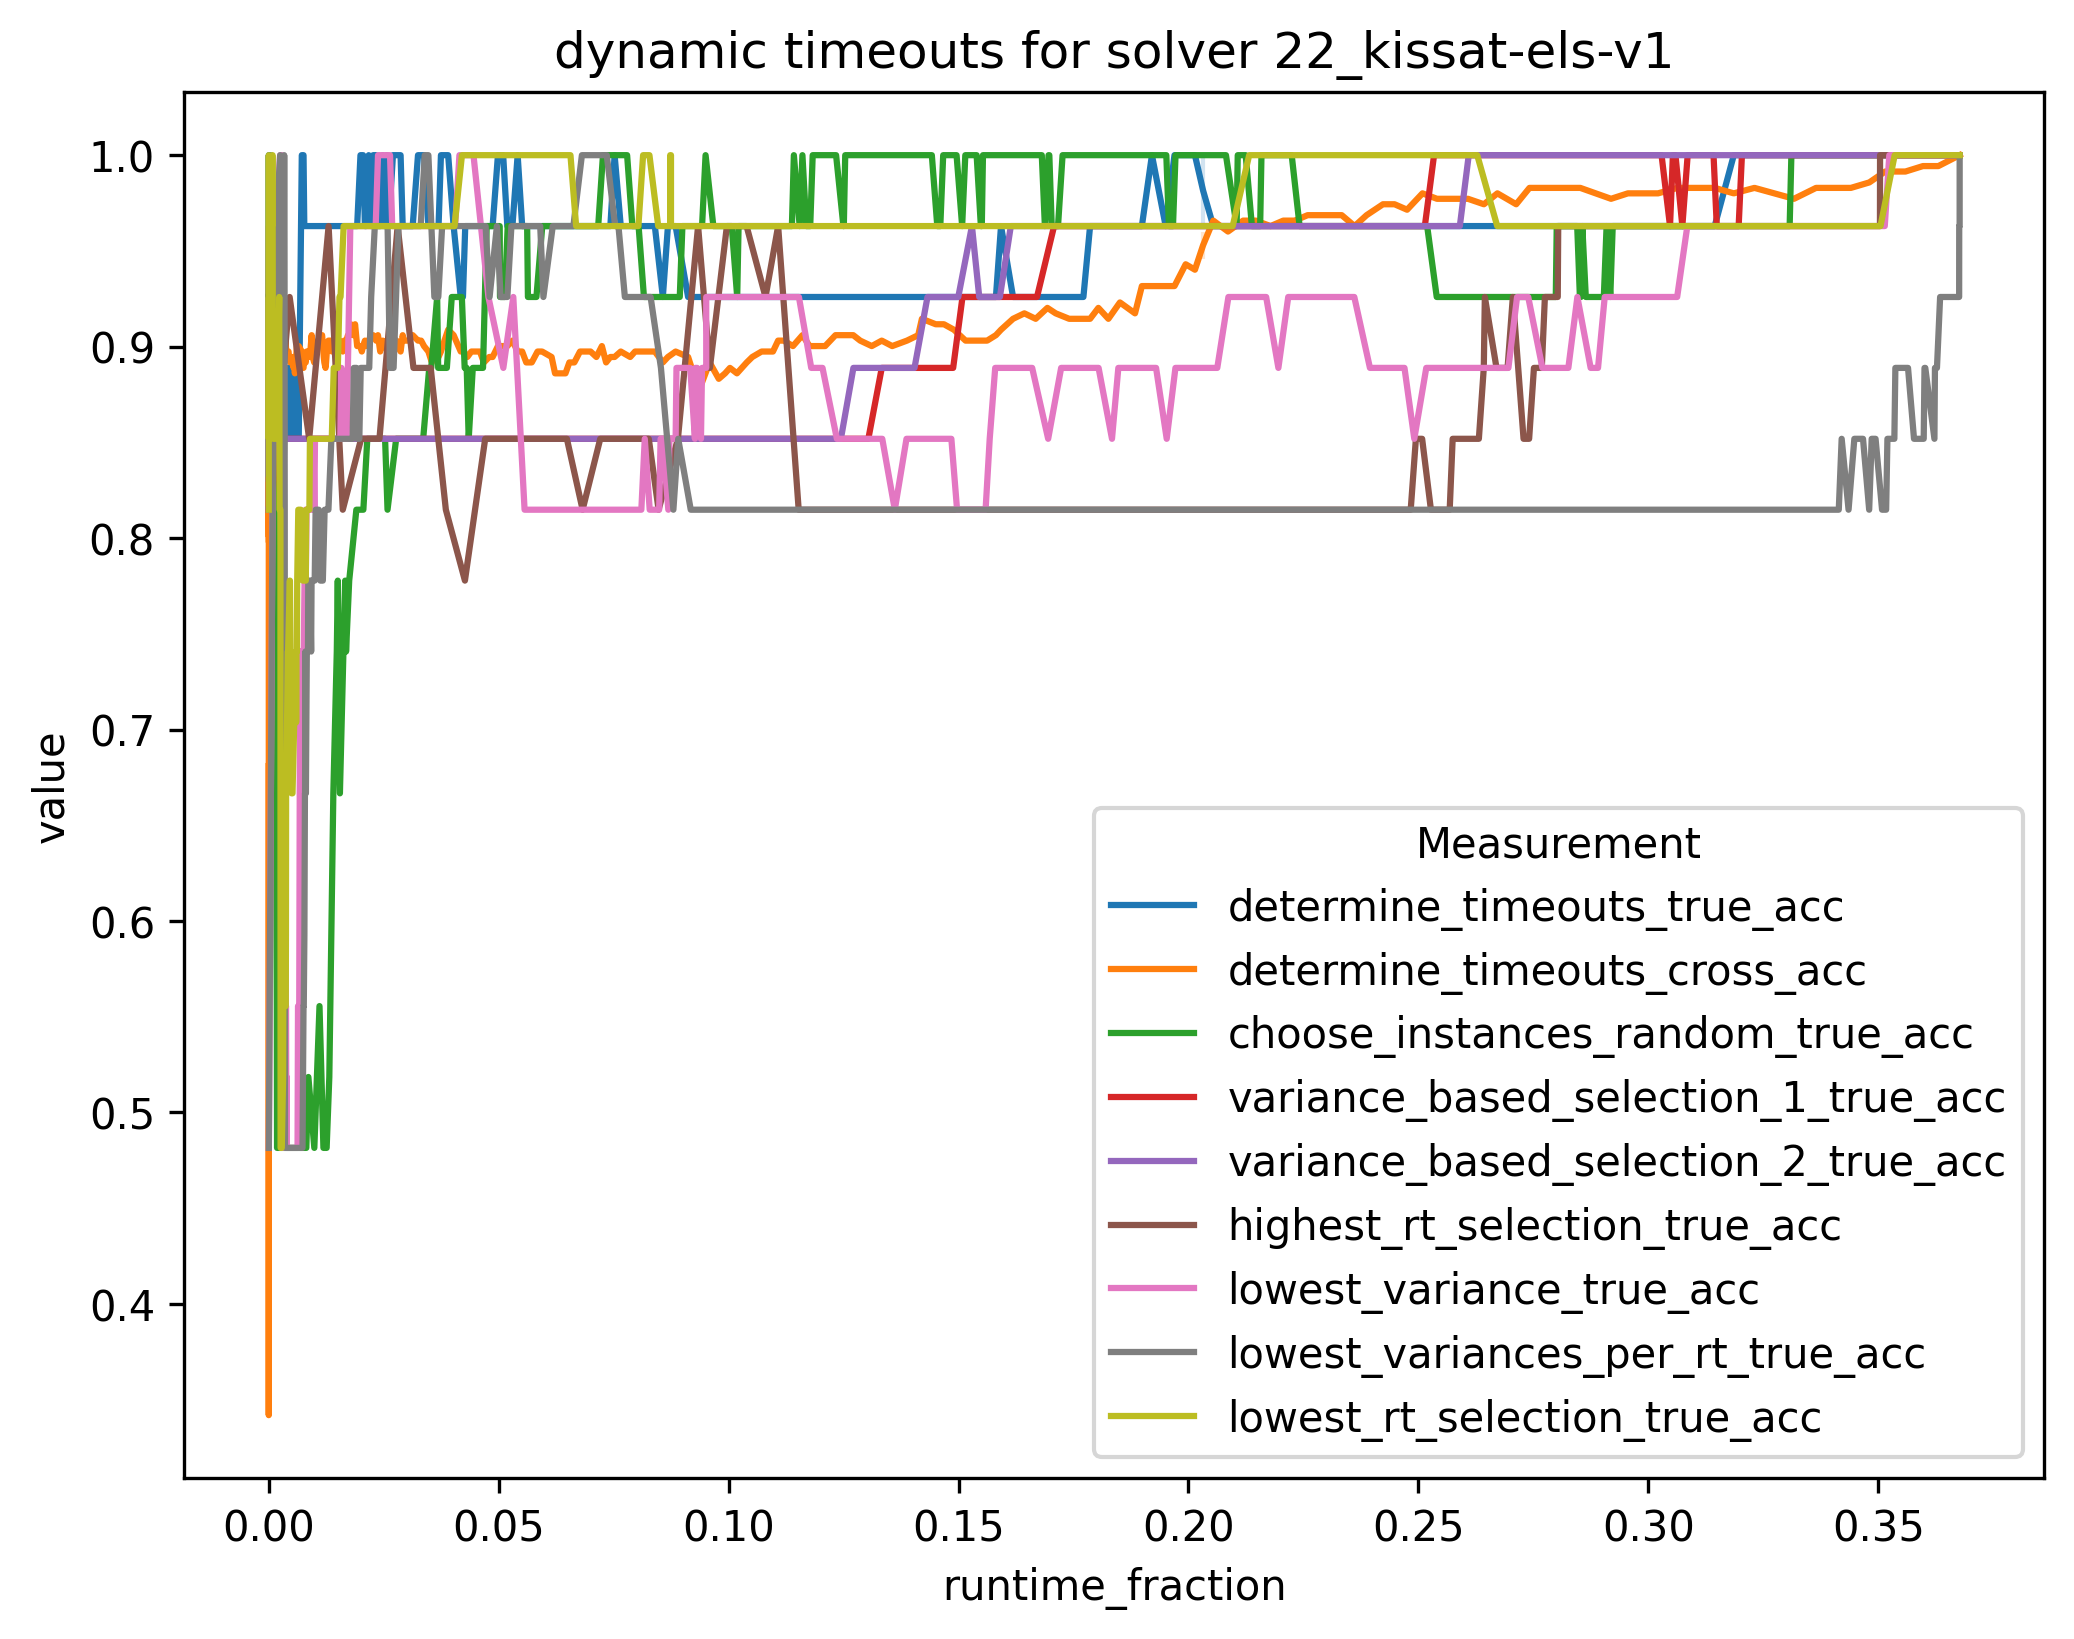 dynamic timeouts for solver 22_kissat-els-v1
1.0
0.9
0.8
0.7
0.6
0.5
0.4
value
Measurement
determine_timeouts_true_acc
determine_timeouts_cross_acc
choose_instances_random_true_acc
variance_based_selection_1_true_acc
variance_based_selection_2_true_acc
highest_rt_selection_true_acc
lowest_variance_true_acc
lowest_variances_per_rt_true_acc
lowest_rt_selection_true_acc
0.00 0.05 0.10 0.15 0.20 0.25 0.30 0.35
runtime_fraction